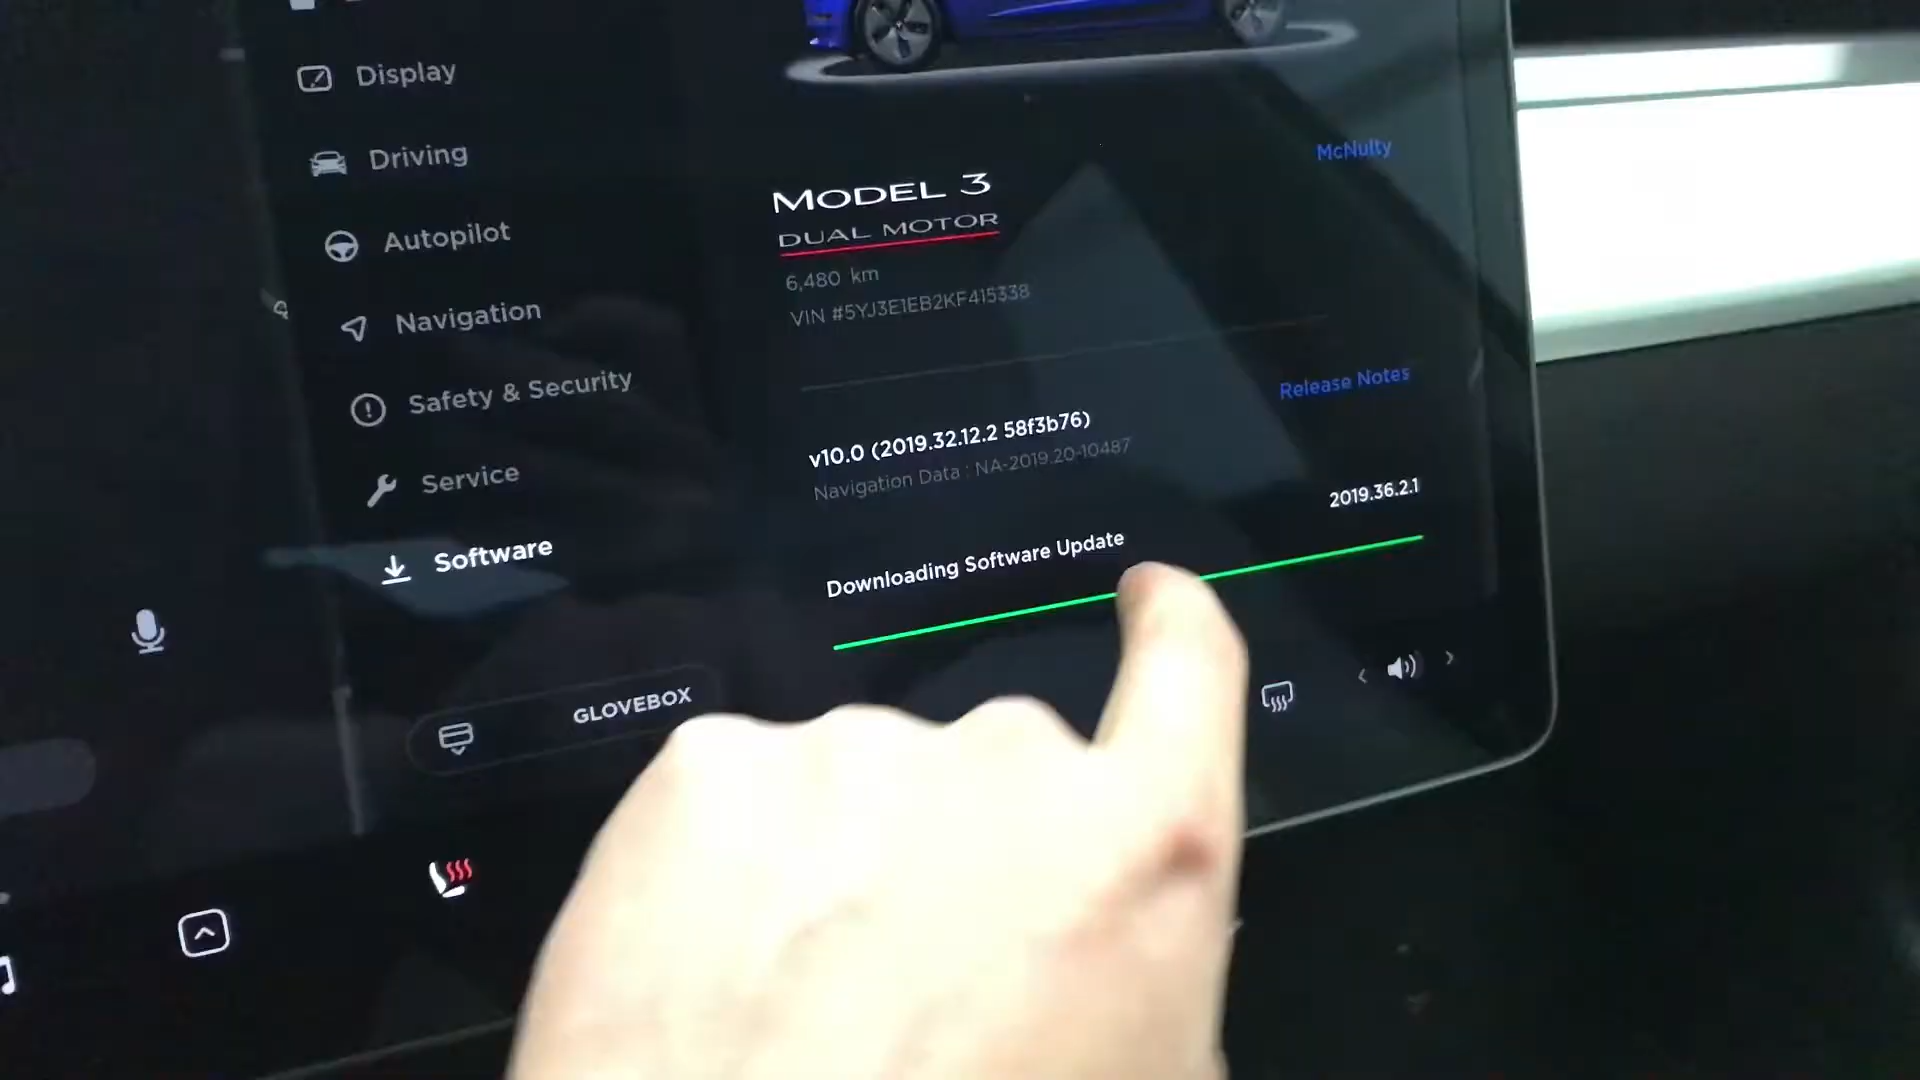 Display
Driving
Autopilot
Navigation
Safety & Security
Service
Software
GLOVEBOX
McNulty
MODEL 3
DUAL MOTOR
6,480 km
VIN #5YJ3E1EB2KF415338
Release Notes
v10.0 (2019.32.12.2 58f3b76)
Navigation Data : NA-2019.20-10487
2019.36.2.1
Downloading Software Update